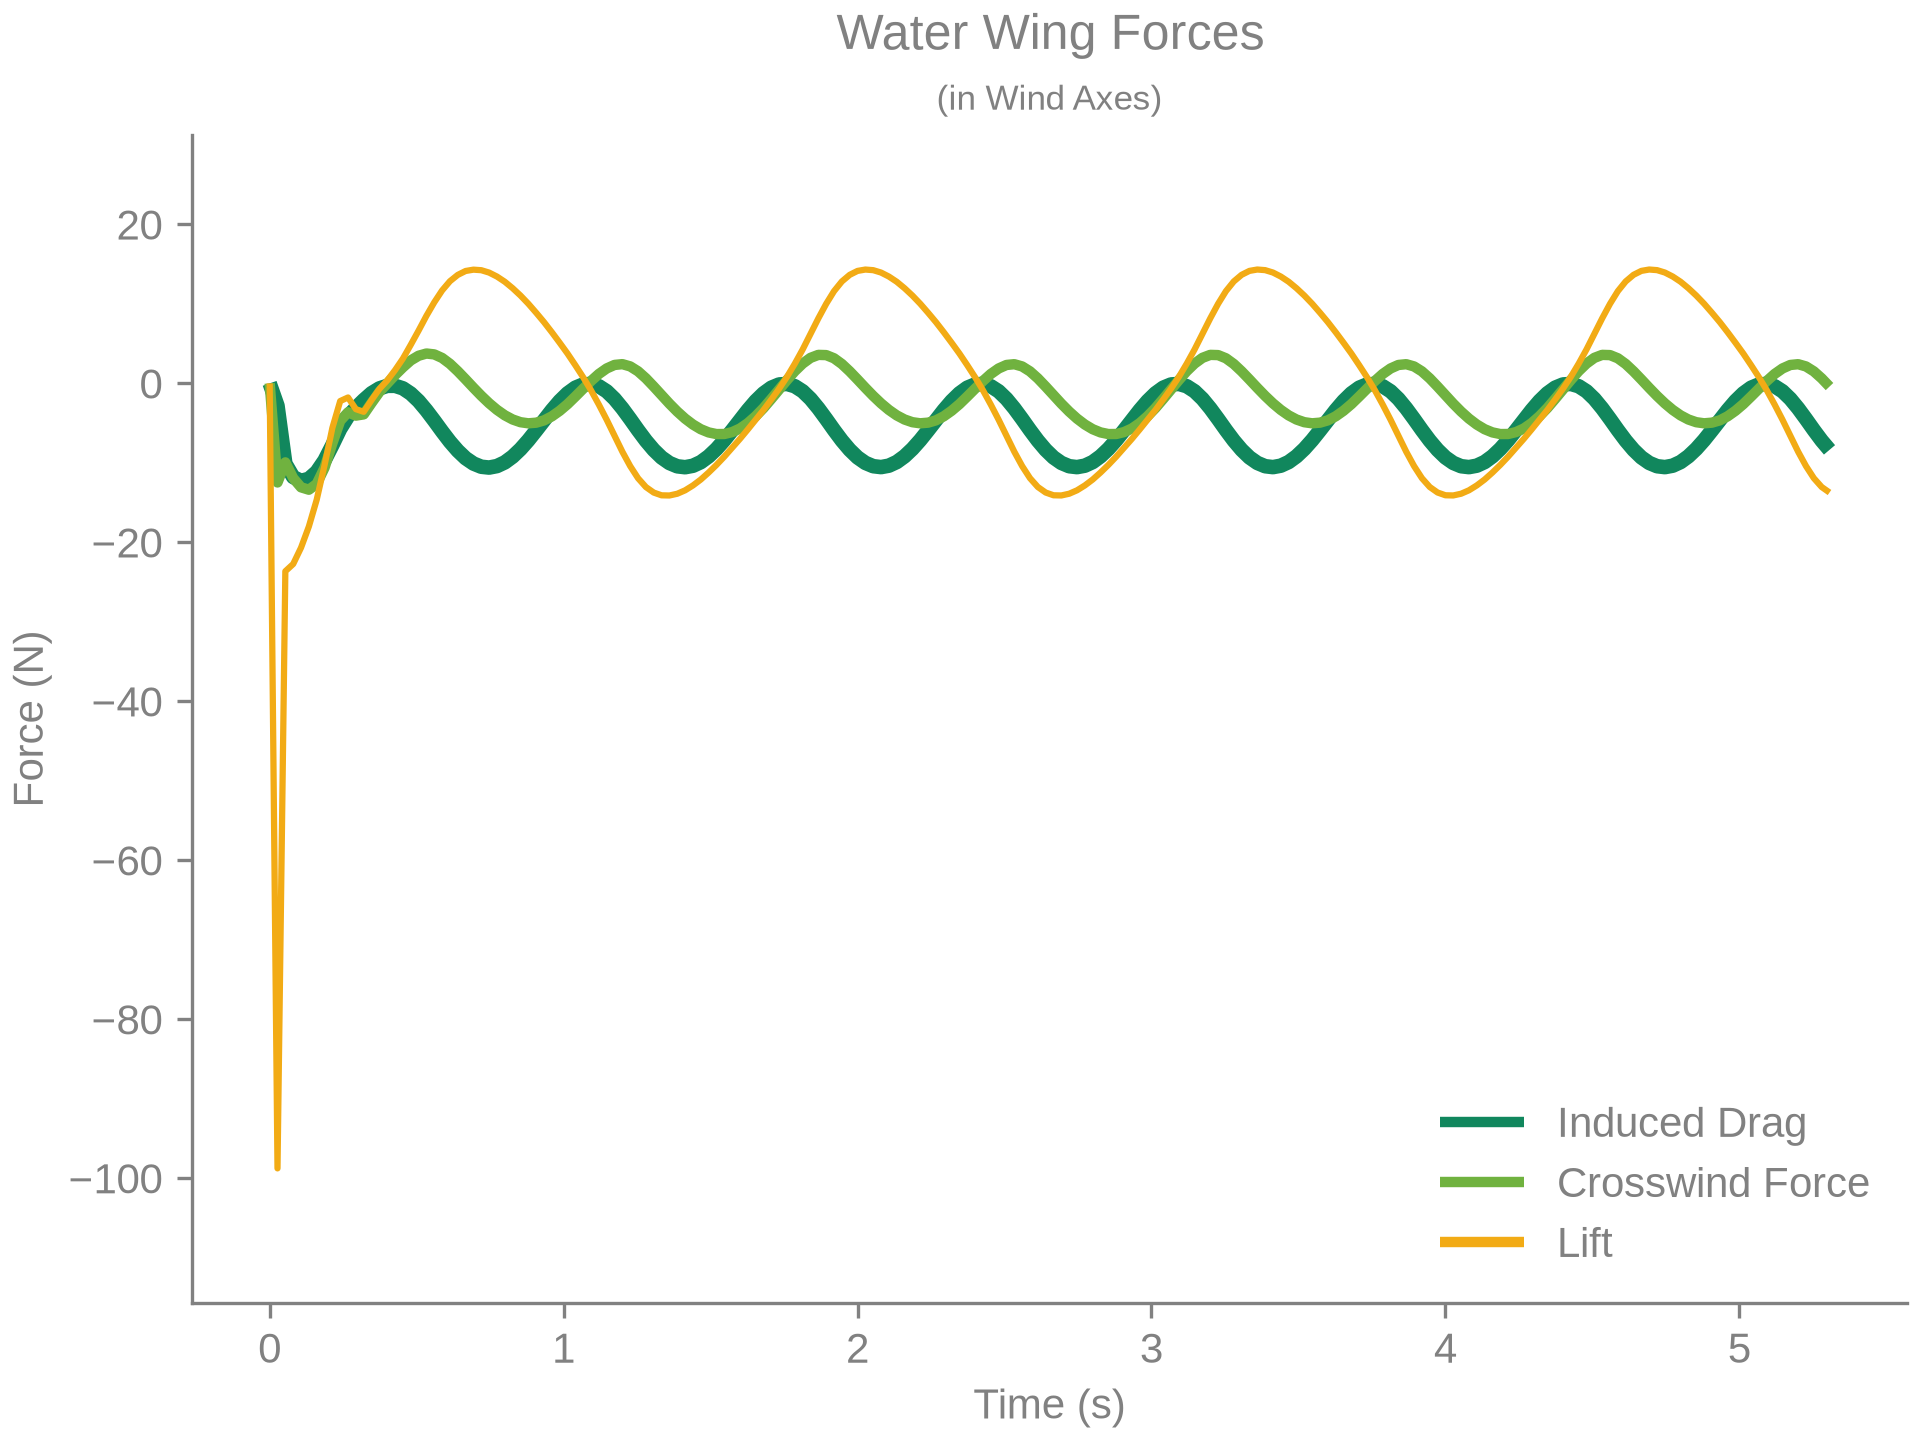 Water Wing Forces
(in Wind Axes)
20
0
−20
−40
−60
−80
−100
Force (N)
Induced Drag
Crosswind Force
Lift
0 1 2 3 4 5
Time (s)